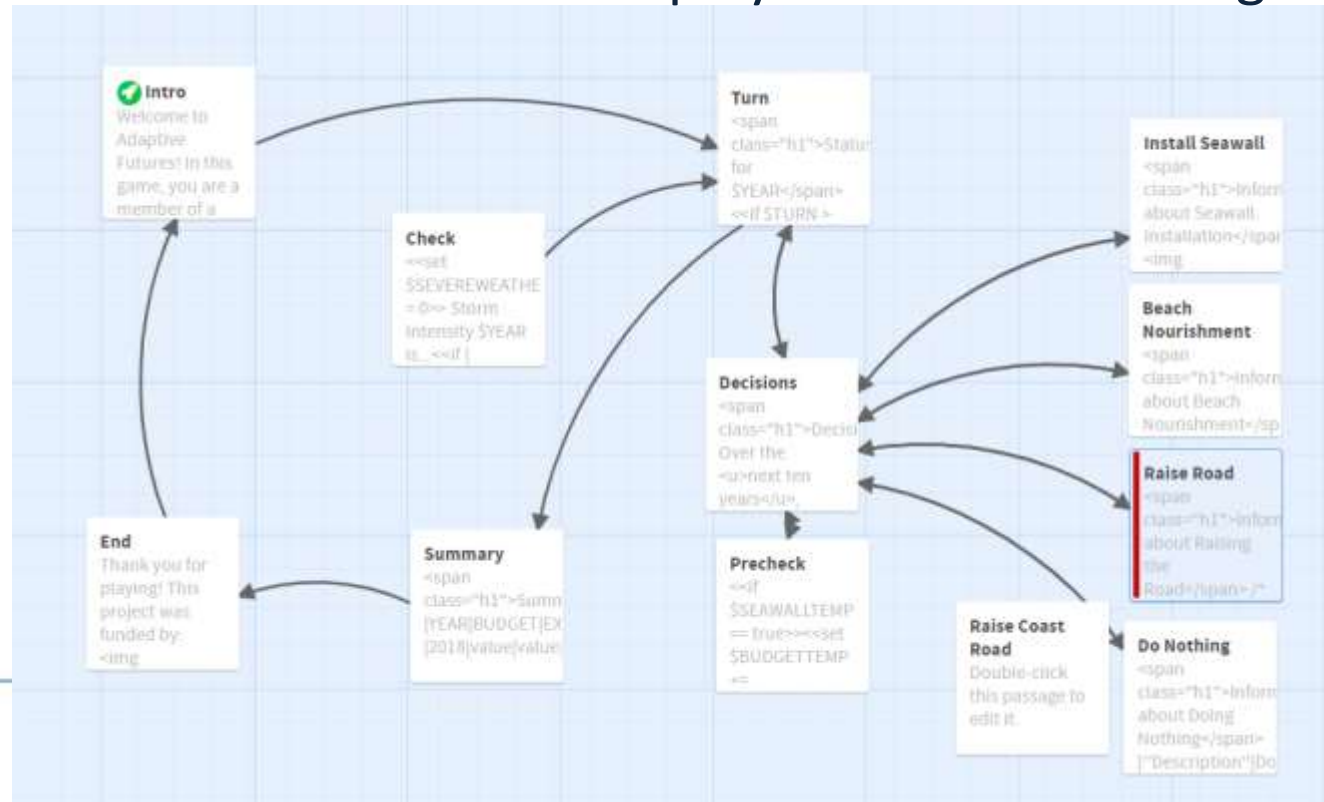 Intro
Welcome to
Adaptive
Futures! In this
game, you are a
member of a
Turn
<span
class="h1">Status
for
$YEAR</span>
<<if $TURN >
Check
<<set
$SEVEREWEATHE
= 0>> Storm
Intensity $YEAR
is...<<if (
Install Seawall
<span
class="h1">Inform
about Seawall
Installation</span
<img
Beach
Nourishment
<span
class="h1">Inform
about Beach
Nourishment</sp
Decisions
<span
class="h1">Decisi
Over the
<u>next ten
years</u>,
Raise Road
<span
class="h1">Inform
about Raising
the
Road</span> /*
End
Thank you for
playing! This
project was
funded by:
<img
Summary
<span
class="h1">Summ
|YEAR|BUDGET|EX
|2018|value|value
Precheck
<<if
$SEAWALLTEMP
== true>><<set
$BUDGETTEMP
+=
Raise Coast
Road
Double-click
this passage to
edit it.
Do Nothing
<span
class="h1">Inform
about Doing
Nothing</span>
|"Description"|Do